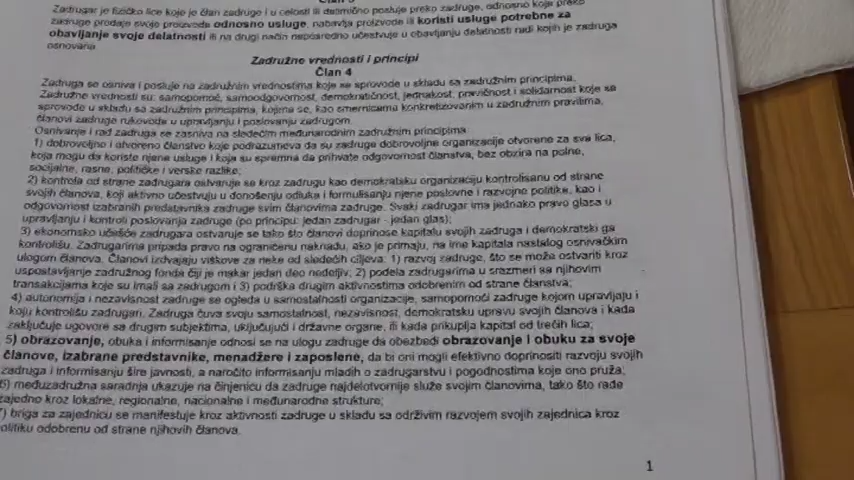 Zadrugar je fizičko lice koje je član zadruge i u celosti ili delimično posluje preko zadruge, odnosno koja preko
zadruge prodaje svoje proizvode odnosno usluge, nabavlja proizvode ili koristi usluge potrebne za
obavljanje svoje delatnosti ili na drugi način neposredno učestvuje u obavljanju delatnosti radi kojih je zadruga
osnovana.
Zadružne vrednosti i principi
Član 4
Zadruga se osniva i posluje na zadružnim vrednostima koje se sprovode u skladu sa zadružnim principima.
Zadružne vrednosti su: samopomoć, samoodgovornost, demokratičnost, jednakost, pravičnost i solidarnost koje se
sprovode u skladu sa zadružnim principima, kojima se, kao smernicama konkretizovanim u zadružnim pravilima,
članovi zadruge rukovode u upravljanju i poslovanju zadrugom.
Osnivanje i rad zadruga se zasniva na sledećim međunarodnim zadružnim principima
1) dobrovoljno i otvoreno članstvo koje podrazumeva da su zadruge dobrovoljne organizacije otvorene za sva lica,
koja mogu da koriste njene usluge i koja su spremna da prihvate odgovornost članstva, bez obzira na polne,
socijalne, rasne, političke i verske razlike;
2) kontrola od strane zadrugara ostvaruje se kroz zadrugu kao demokratsku organizaciju kontrolisanu od strane
svojih članova, koji aktivno učestvuju u donošenju odluka i formulisanju njene poslovne i razvojne politike, kao i
odgovornost izabranih predstavnika zadruge svim članovima zadruge. Svaki zadrugar ima jednako pravo glasa u
upravljanju i kontroli poslovanja zadruge (po principu: jedan zadrugar - jedan glas);
3) ekonomsko učešće zadrugara ostvaruje se tako što članovi doprinose kapitalu svojih zadruga i demokratski ga
kontrolišu. Zadrugarima pripada pravo na ograničenu naknadu, ako je primaju, na ime kapitala nastalog osnivačkim
ulogom članova. Članovi izdvajaju viškove za neke od sledećih ciljeva: 1) razvoj zadruge, što se može ostvariti kroz
uspostavljanje zadružnog fonda čiji je makar jedan deo nedeljiv; 2) podela zadrugarima u srazmeri sa njihovim
transakcijama koje su imali sa zadrugom i 3) podrška drugim aktivnostima odobrenim od strane članstva;
4) autonomija i nezavisnost zadruge se ogleda u samostalnosti organizacije, samopomoći zadruge kojom upravljaju i
koju kontrolišu zadrugari. Zadruga čuva svoju samostalnost, nezavisnost, demokratsku upravu svojih članova i kada
zaključuje ugovore sa drugim subjektima, uključujući i državne organe, ili kada prikuplja kapital od trećih lica;
5) obrazovanje, obuka i informisanje odnosi se na ulogu zadruge da obezbedi obrazovanje i obuku za svoje
članove, izabrane predstavnike, menadžere i zaposlene, da bi oni mogli efektivno doprinositi razvoju svojih
zadruga i informisanju šire javnosti, a naročito informisanju mladih o zadrugarstvu i pogodnostima koje ono pruža;
6) međuzadružna saradnja ukazuje na činjenicu da zadruge najdelotvornije služe svojim članovima, tako što rade
zajedno kroz lokalne, regionalne, nacionalne i međunarodne strukture;
) briga za zajednicu se manifestuje kroz aktivnosti zadruge u skladu sa održivim razvojem svojih zajednica kroz
olitiku odobrenu od strane njihovih članova.
1